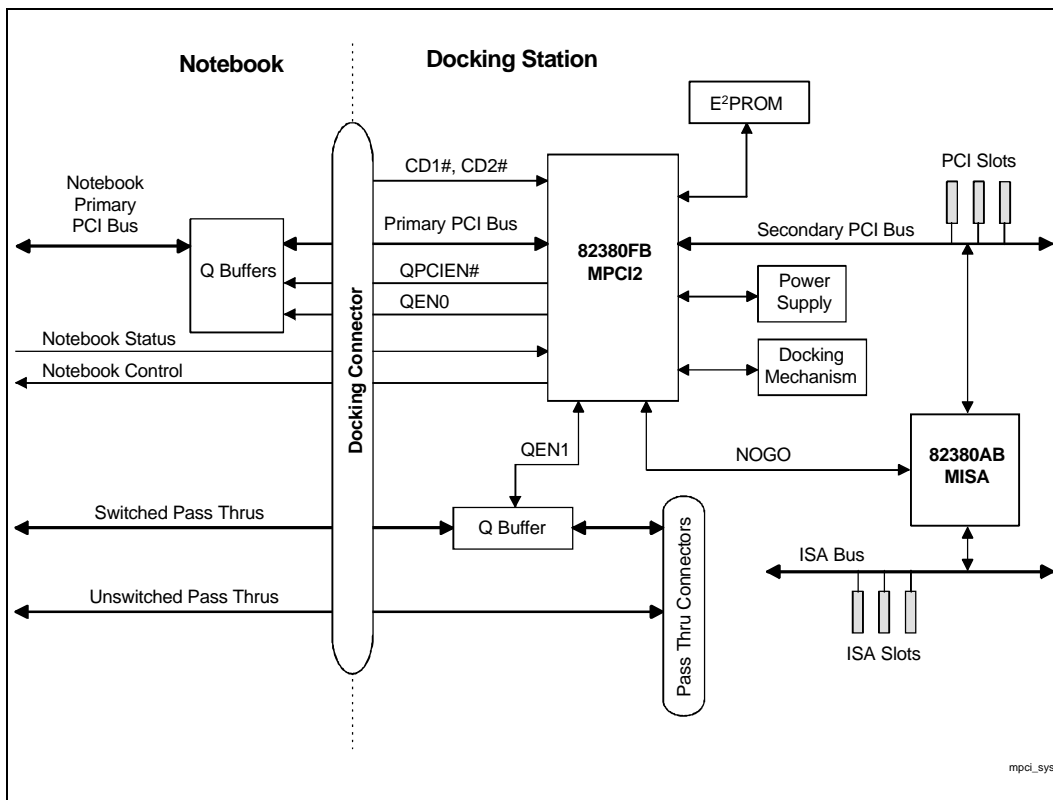 Notebook
Docking Station
E²PROM
CD1#, CD2#
PCI Slots
Notebook
Primary
PCI Bus
Primary PCI Bus
82380FB
MPCI2
Secondary PCI Bus
Q Buffers
QPCIEN#
QEN0
Power
Supply
Notebook Status
Notebook Control
Docking
Mechanism
Docking Connector
QEN1
NOGO
82380AB
MISA
Switched Pass Thrus
Q Buffer
ISA Bus
Unswitched Pass Thrus
Pass Thru Connectors
ISA Slots
mpci_sys